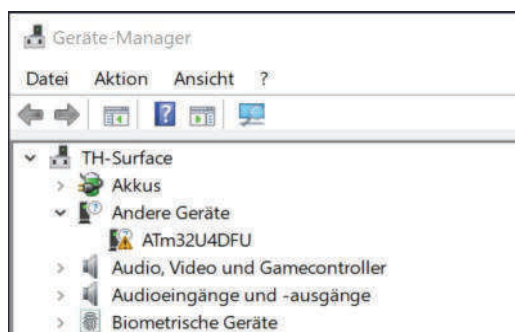 Geräte-Manager
Datei Aktion Ansicht ?
TH-Surface
Akkus
Andere Geräte
ATm32U4DFU
Audio, Video und Gamecontroller
Audioeingänge und -ausgänge
Biometrische Geräte